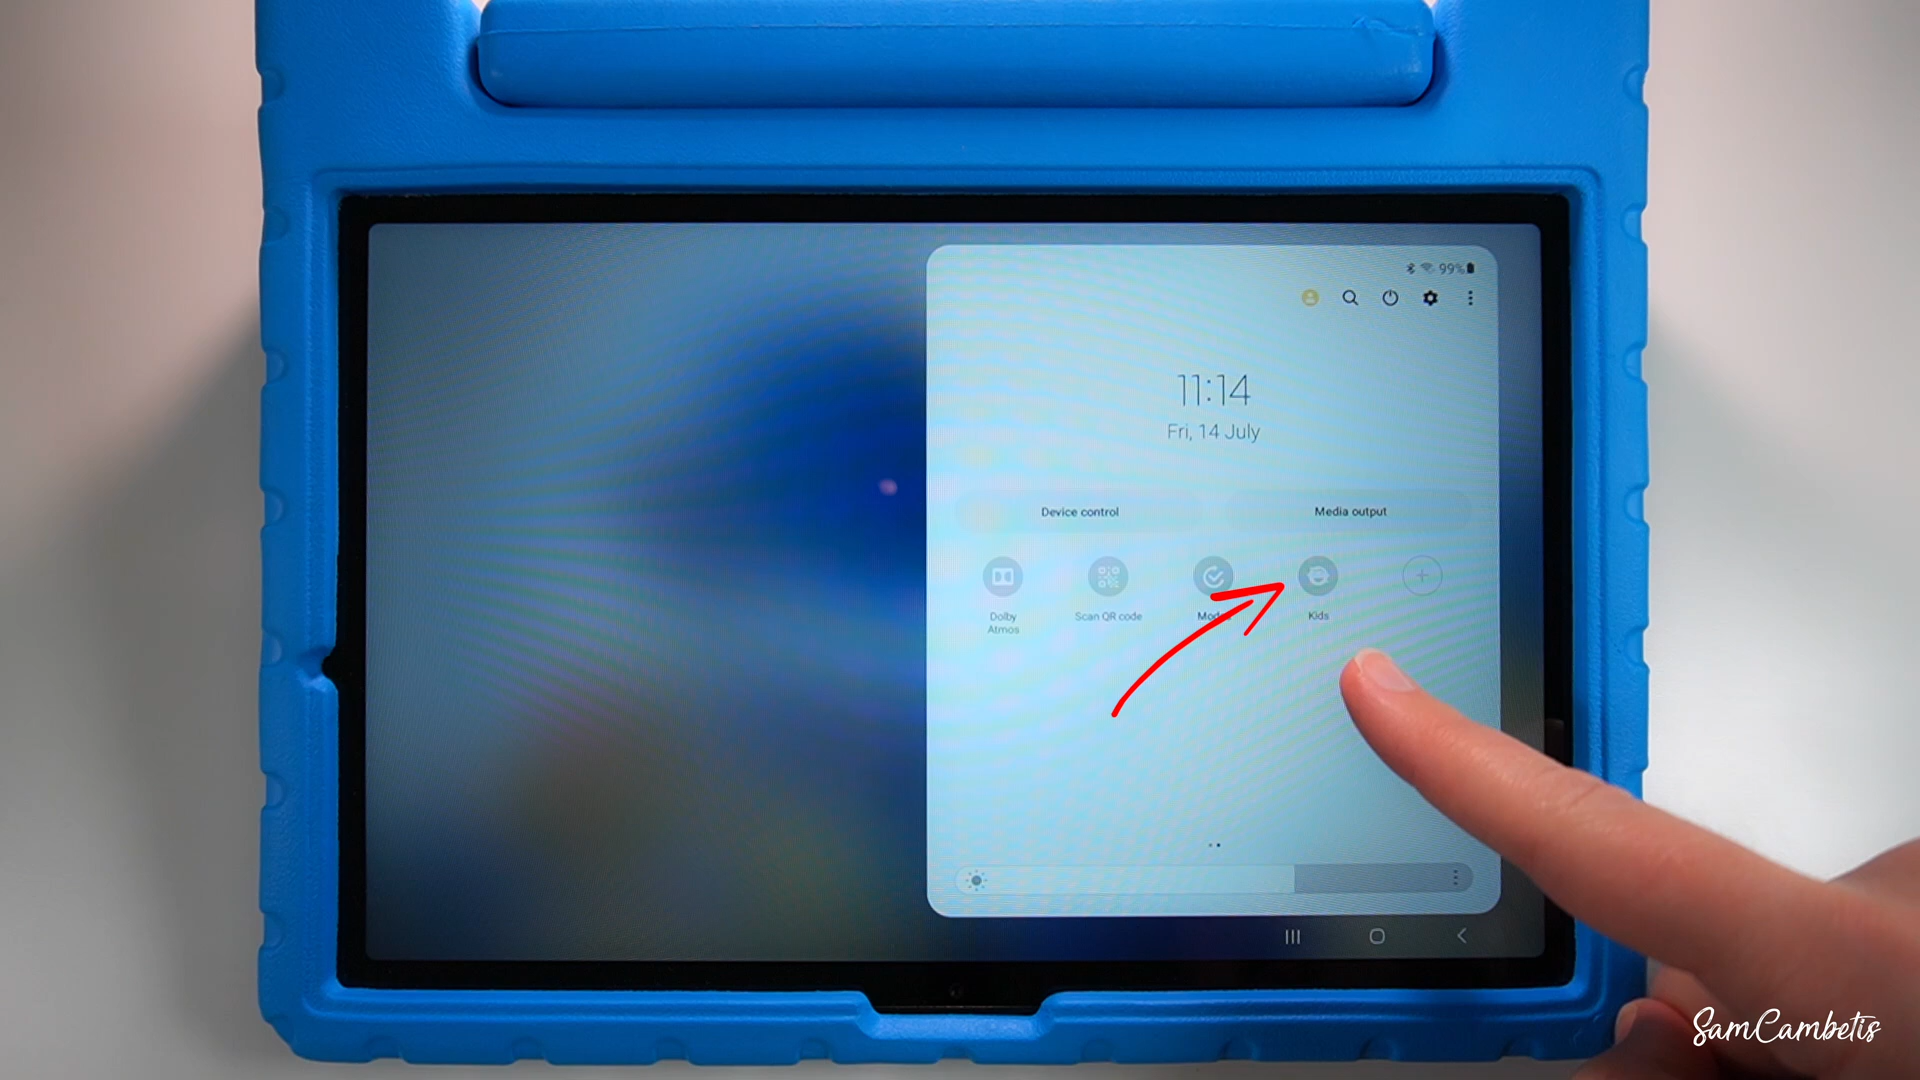 99%
11:14
Fri, 14 July
Device control
Media output
Dolby
Atmos
Scan QR code
Kids
SamCambetis